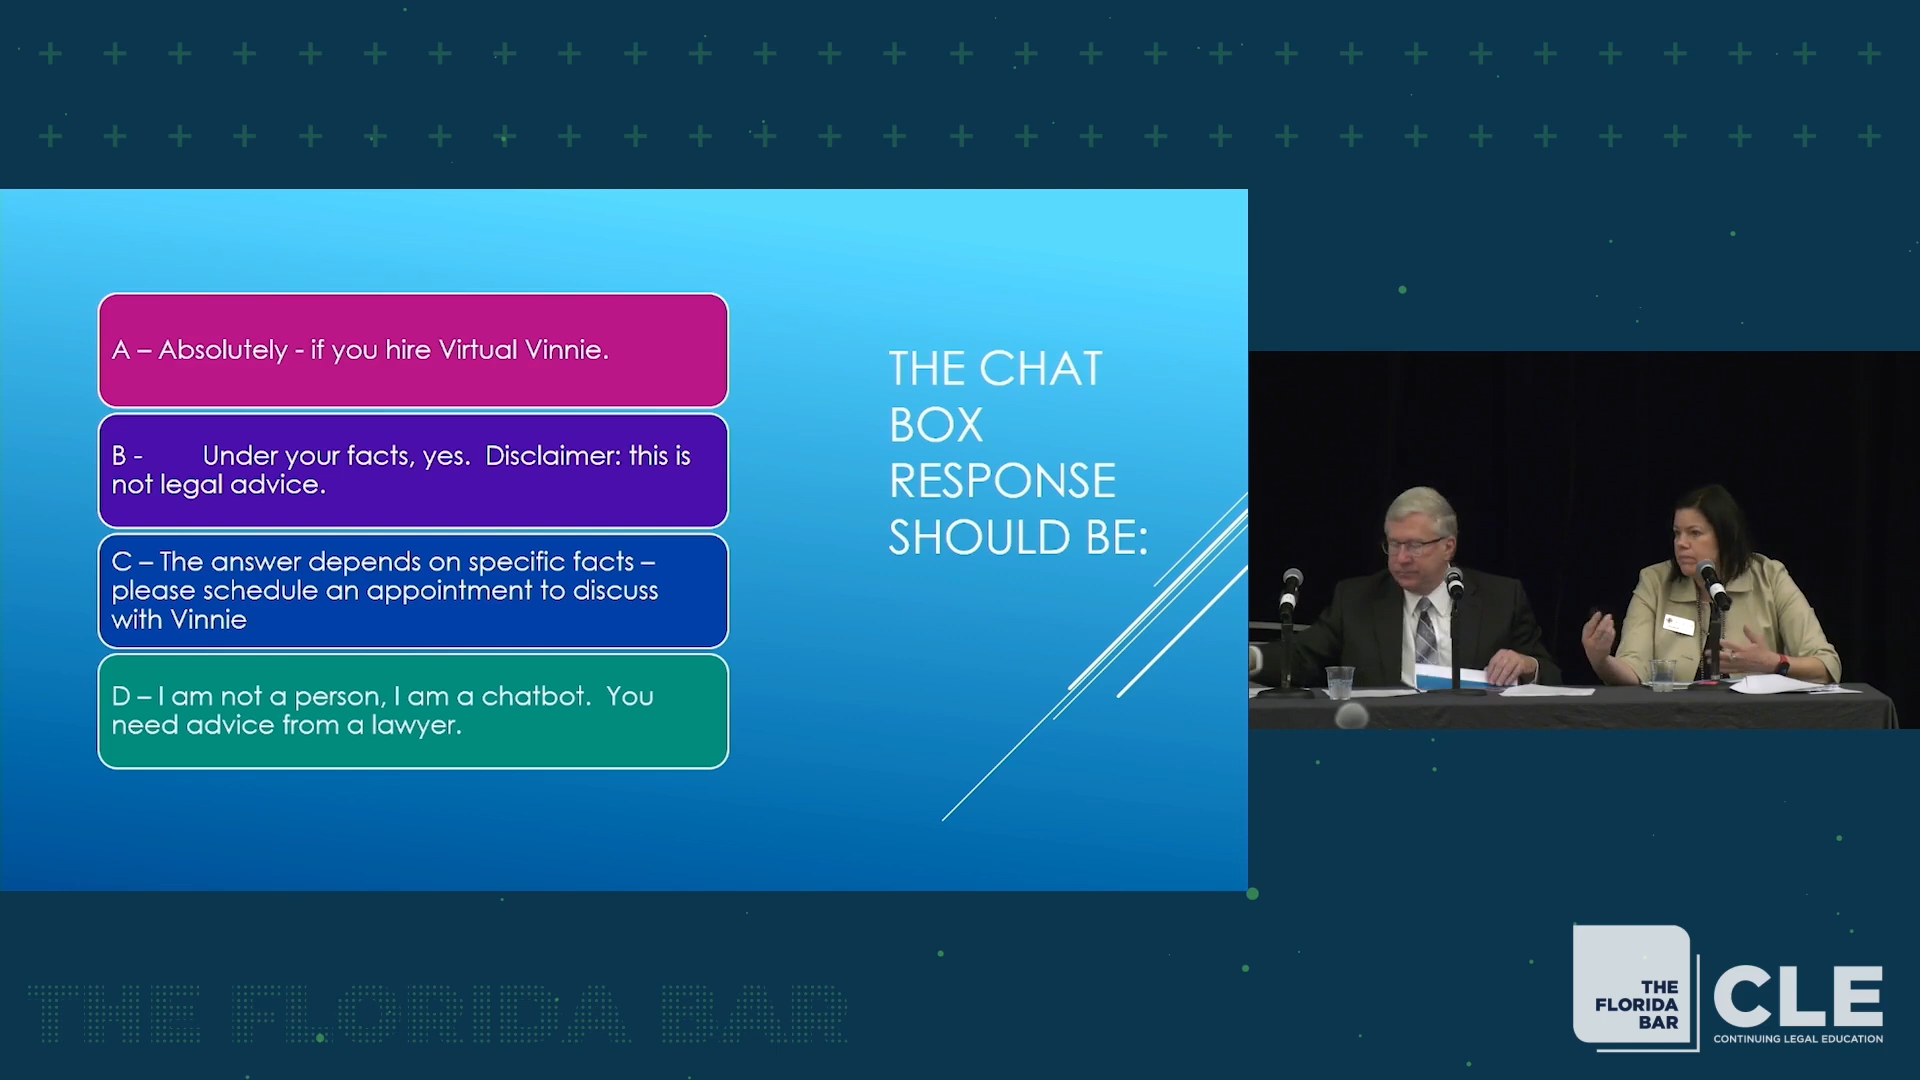 A – Absolutely - if you hire Virtual Vinnie.
B - Under your facts, yes. Disclaimer: this is
not legal advice.
C – The answer depends on specific facts –
please schedule an appointment to discuss
with Vinnie
D – I am not a person, I am a chatbot. You
need advice from a lawyer.
THE CHAT
BOX
RESPONSE
SHOULD BE:
THE FLORIDA BAR
THE
FLORIDA
BAR
CLE
CONTINUING LEGAL EDUCATION